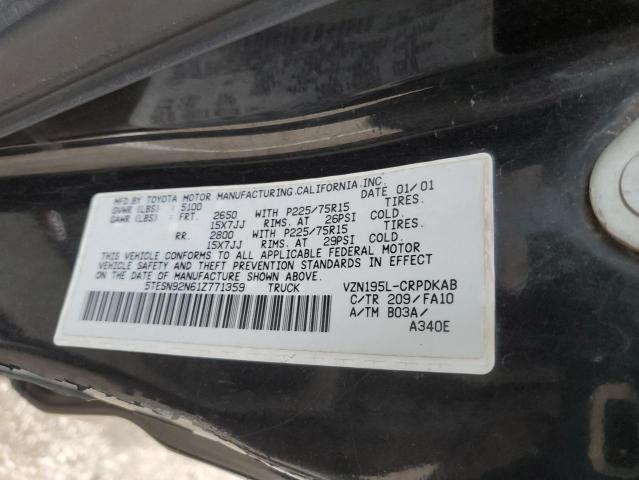 MFD.BY TOYOTA MOTOR MANUFACTURING.CALIFORNIA.INC.
GVWR (LBS) 5100 DATE 01/01
GAWR (LBS) FRT. 2650 WITH P225/75R15 TIRES.
15X7JJ RIMS. AT 26PSI COLD.
RR. 2800 WITH P225/75R15 TIRES.
15X7JJ RIMS. AT 29PSI COLD.
THIS VEHICLE CONFORMS TO ALL APPLICABLE FEDERAL MOTOR
VEHICLE SAFETY AND BUMPER STANDARDS IN EFFECT ON THE
DATE OF MANUFACTURE SHOWN ABOVE.
5TESN92N61Z771359 TRUCK VZN195L-CRPDKAB
C/TR 209/FA10
A/TM B03A/
A340E